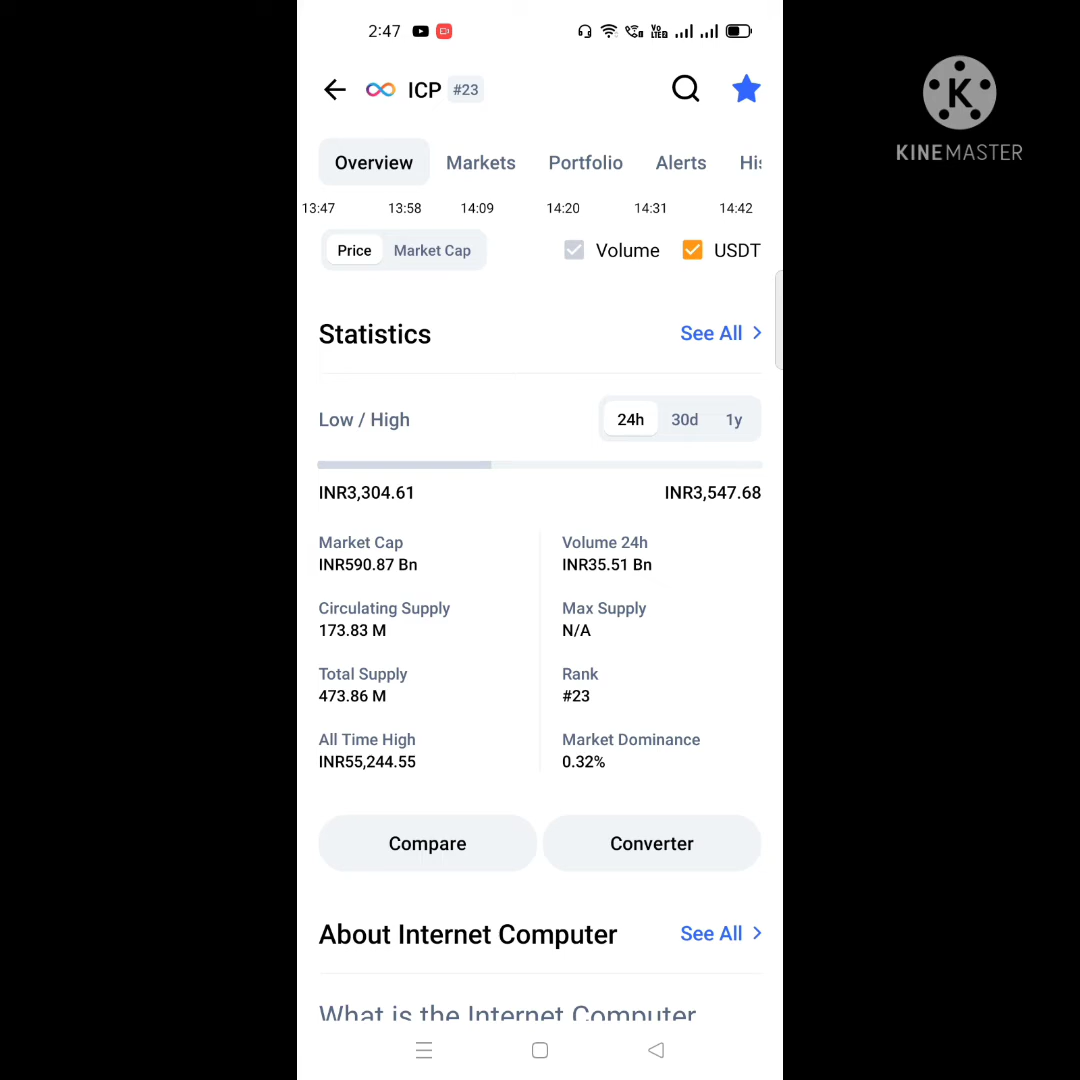 2:47
ICP #23
KINEMASTER
Overview Markets Portfolio Alerts His
13:47 13:58 14:09 14:20 14:31 14:42
Price Market Cap Volume USDT
Statistics See All
Low / High 24h 30d 1y
INR3,304.61 INR3,547.68
Market Cap Volume 24h
INR590.87 Bn INR35.51 Bn
Circulating Supply Max Supply
173.83 M N/A
Total Supply Rank
473.86 M #23
All Time High Market Dominance
INR55,244.55 0.32%
Compare Converter
About Internet Computer See All
What is the Internet Computer